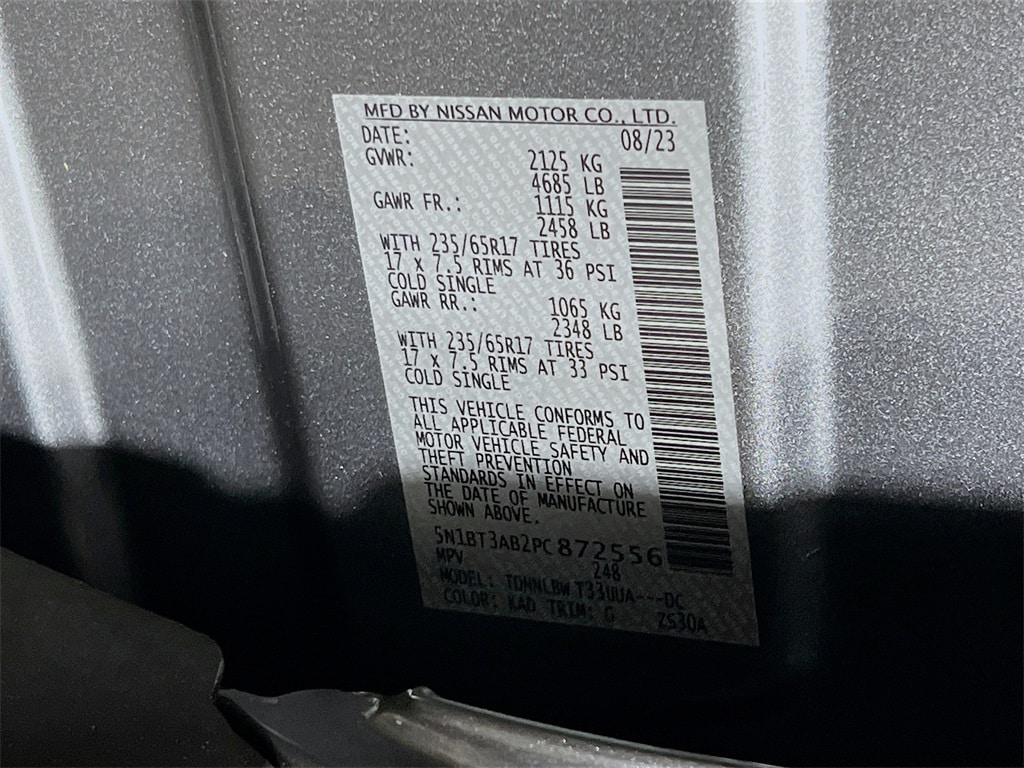 MFD BY NISSAN MOTOR CO., LTD.
DATE: 08/23
GVWR: 2125 KG
4685 LB
GAWR FR.: 1115 KG
2458 LB
WITH 235/65R17 TIRES
17 X 7.5 RIMS AT 36 PSI
COLD SINGLE
GAWR RR.: 1065 KG
2348 LB
WITH 235/65R17 TIRES
17 X 7.5 RIMS AT 33 PSI
COLD SINGLE
THIS VEHICLE CONFORMS TO
ALL APPLICABLE FEDERAL
MOTOR VEHICLE SAFETY AND
THEFT PREVENTION
STANDARDS IN EFFECT ON
THE DATE OF MANUFACTURE
SHOWN ABOVE.
5N1BT3AB2PC872556
MPV 248
MODEL: TDNNLBW T33UUA---DC
COLOR: KAD TRIM: G ZS30A